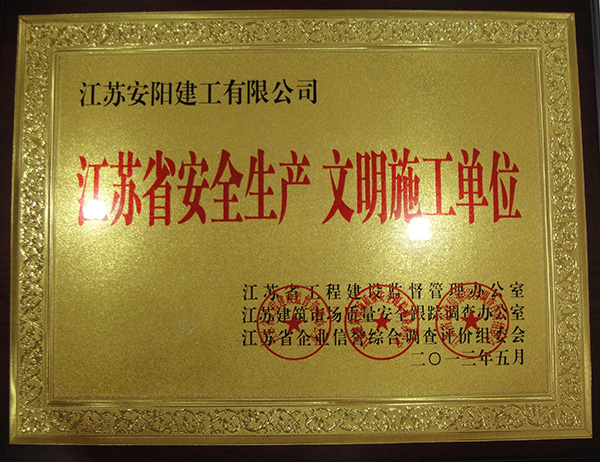 江苏安阳建工有限公司
江苏省安全生产 文明施工单位
江苏省工程建设监督管理办公室
江苏建筑市场质量安全跟踪调查办公室
江苏省企业信誉综合调查评价组委会
二〇一二年五月